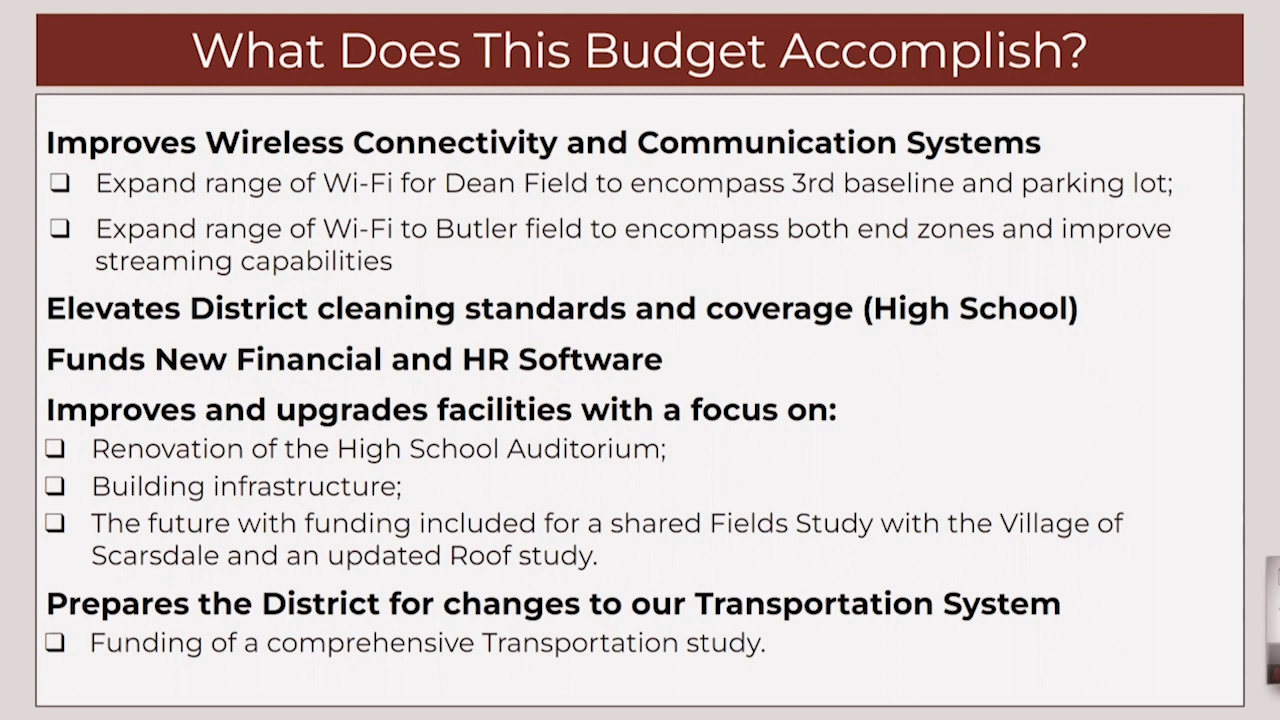 What Does This Budget Accomplish?
Improves Wireless Connectivity and Communication Systems
❏ Expand range of Wi-Fi for Dean Field to encompass 3rd baseline and parking lot;
❏ Expand range of Wi-Fi to Butler field to encompass both end zones and improve
streaming capabilities
Elevates District cleaning standards and coverage (High School)
Funds New Financial and HR Software
Improves and upgrades facilities with a focus on:
❏ Renovation of the High School Auditorium;
❏ Building infrastructure;
❏ The future with funding included for a shared Fields Study with the Village of
Scarsdale and an updated Roof study.
Prepares the District for changes to our Transportation System
❏ Funding of a comprehensive Transportation study.